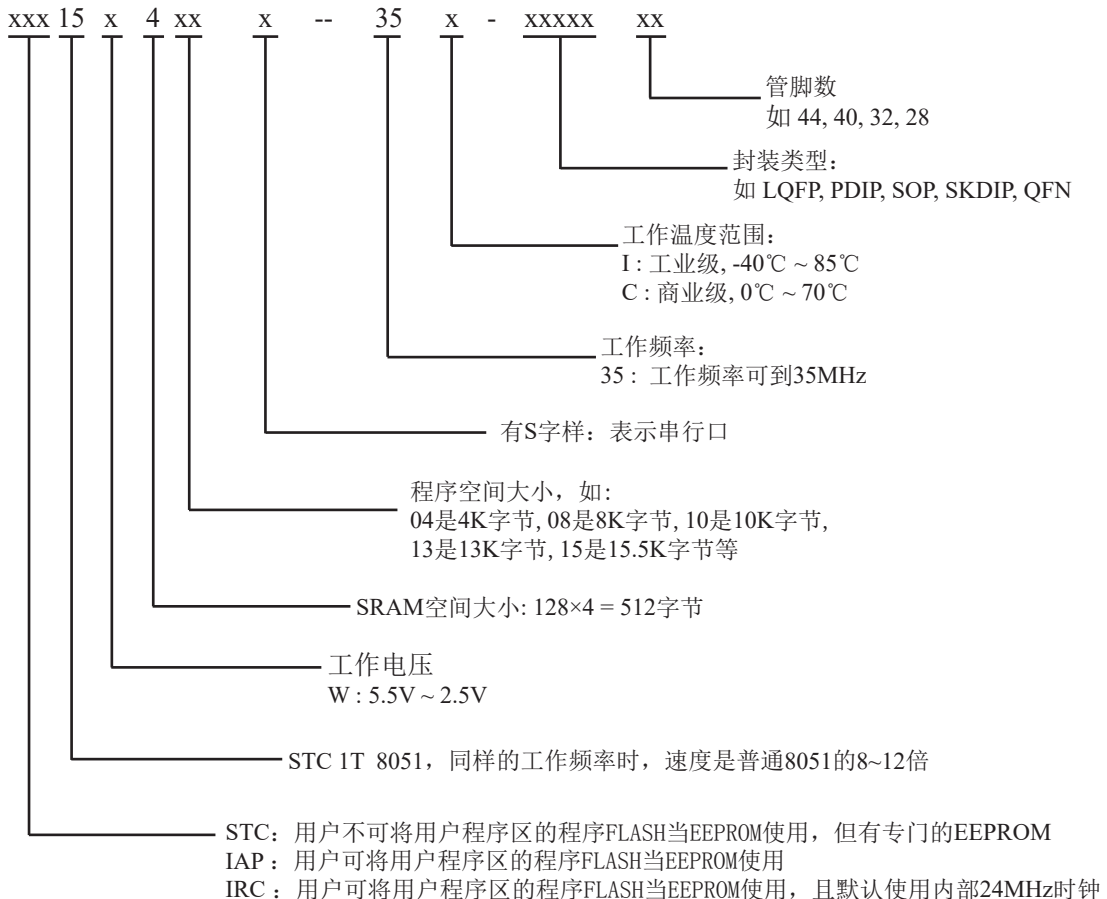 xxx 15 x 4 xx x -- 35 x - xxxxx xx
管脚数
如 44, 40, 32, 28
封装类型：
如 LQFP, PDIP, SOP, SKDIP, QFN
工作温度范围：
I : 工业级, -40℃ ~ 85℃
C : 商业级, 0℃ ~ 70℃
工作频率：
35 : 工作频率可到35MHz
有S字样：表示串行口
程序空间大小，如:
04是4K字节, 08是8K字节, 10是10K字节,
13是13K字节, 15是15.5K字节等
SRAM空间大小: 128×4 = 512字节
工作电压
W : 5.5V ~ 2.5V
STC 1T 8051，同样的工作频率时，速度是普通8051的8~12倍
STC：用户不可将用户程序区的程序FLASH当EEPROM使用，但有专门的EEPROM
IAP：用户可将用户程序区的程序FLASH当EEPROM使用
IRC：用户可将用户程序区的程序FLASH当EEPROM使用，且默认使用内部24MHz时钟